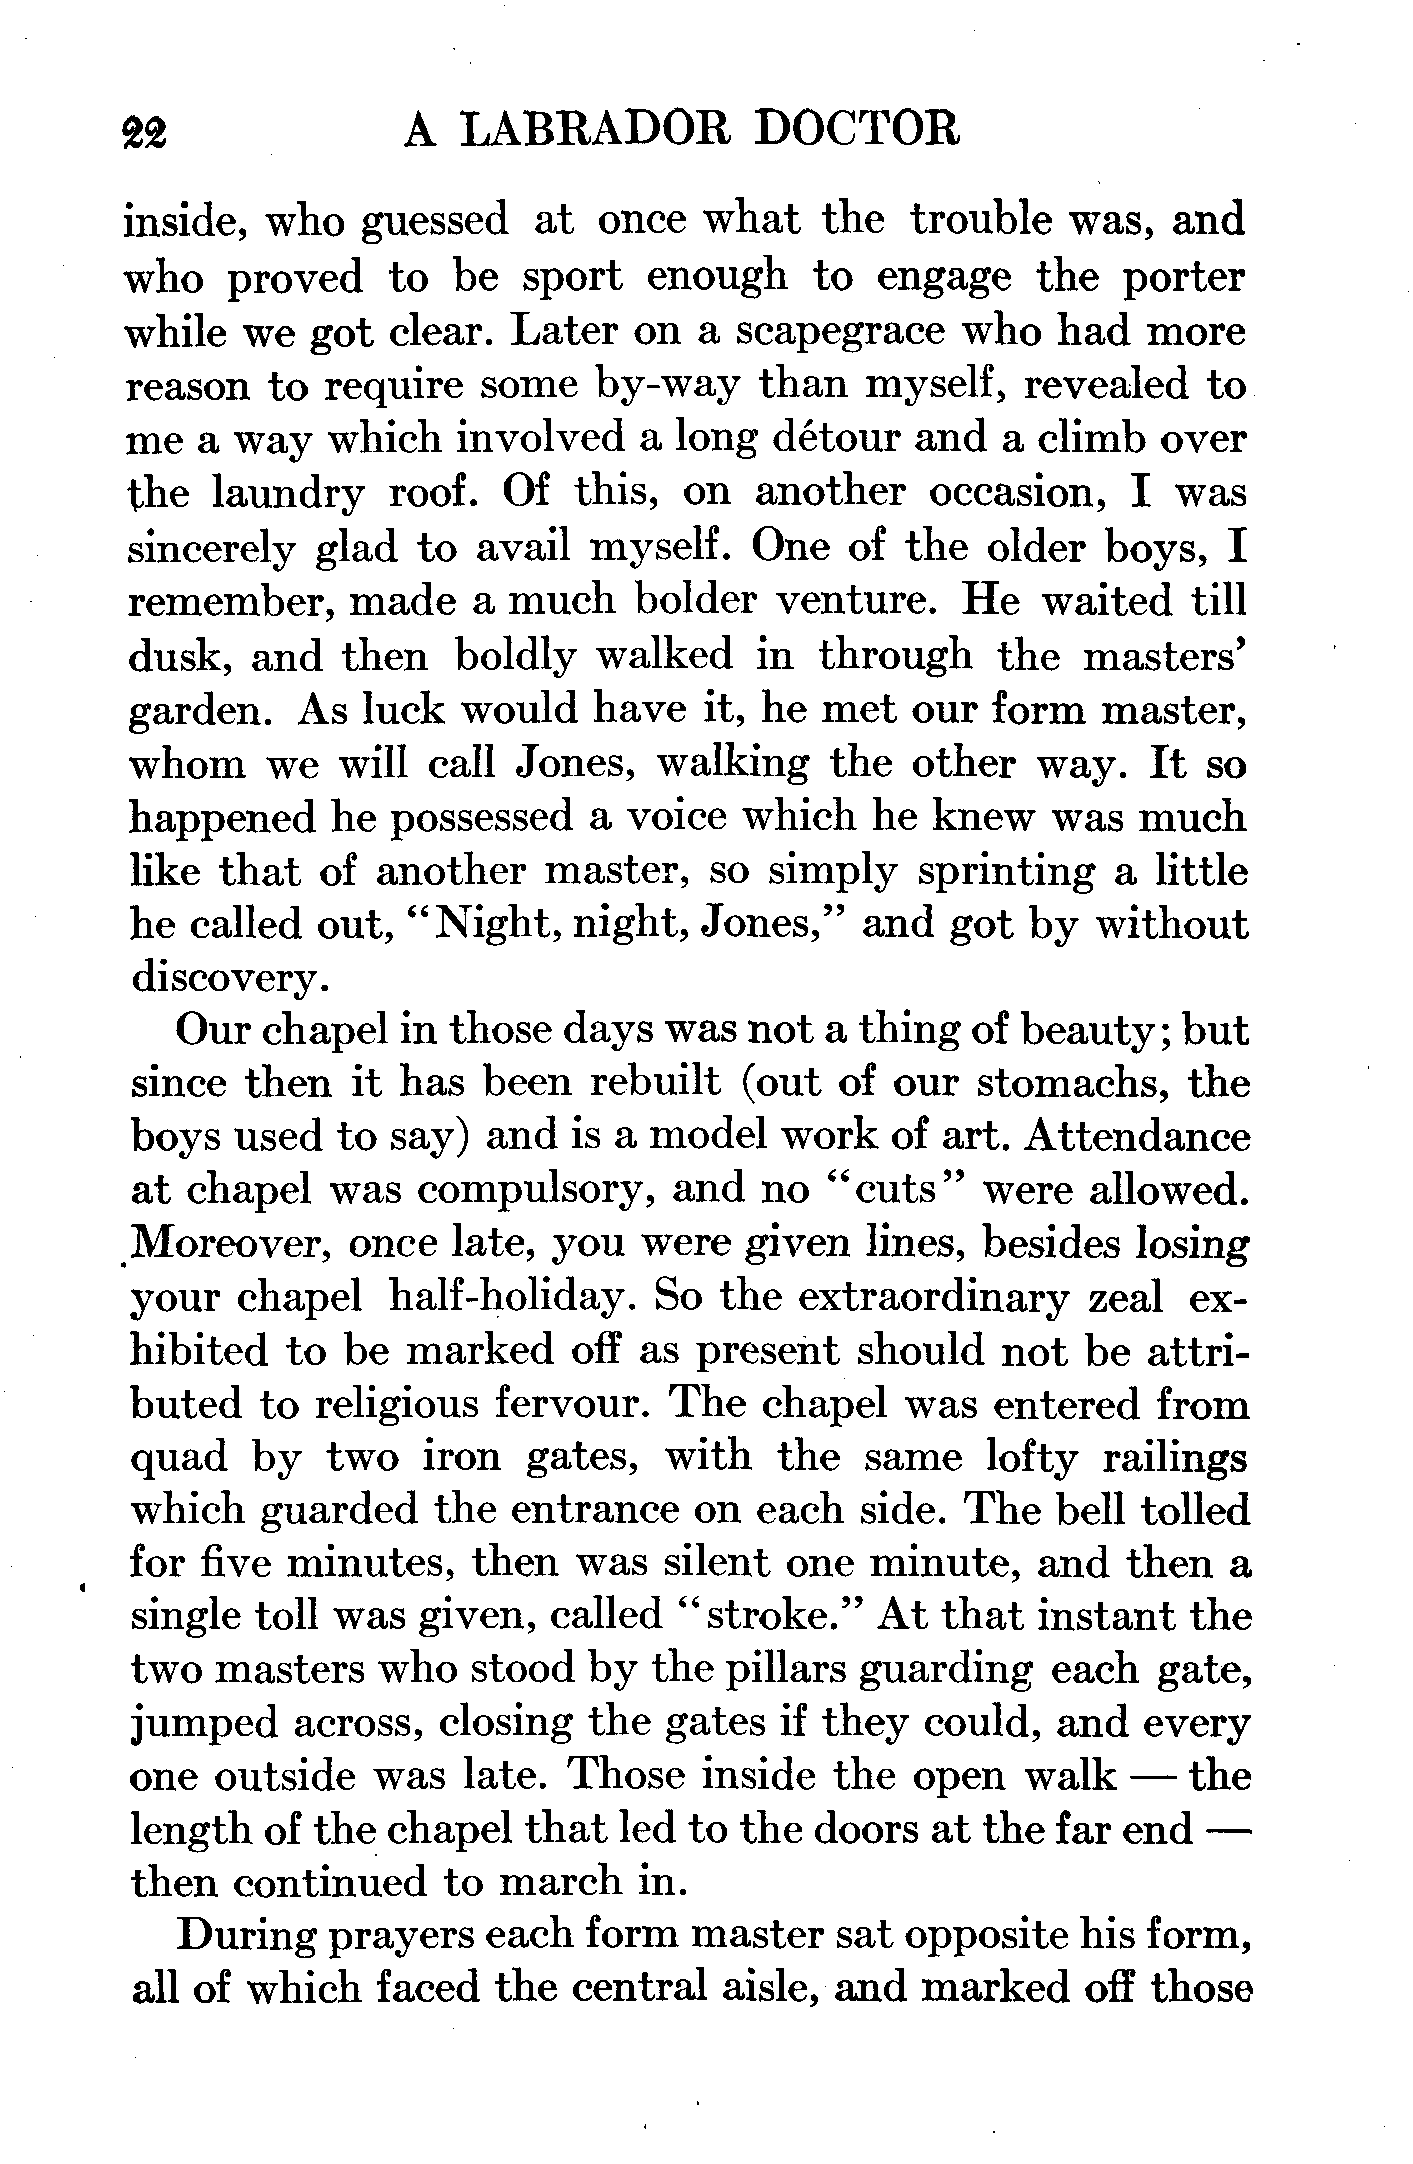 22 A LABRADOR DOCTOR
inside, who guessed at once what the trouble was, and
who proved to be sport enough to engage the porter
while we got clear. Later on a scapegrace who had more
reason to require some by-way than myself, revealed to
me a way which involved a long détour and a climb over
the laundry roof. Of this, on another occasion, I was
sincerely glad to avail myself. One of the older boys, I
remember, made a much bolder venture. He waited till
dusk, and then boldly walked in through the masters'
garden. As luck would have it, he met our form master,
whom we will call Jones, walking the other way. It so
happened he possessed a voice which he knew was much
like that of another master, so simply sprinting a little
he called out, "Night, night, Jones," and got by without
discovery.
Our chapel in those days was not a thing of beauty; but
since then it has been rebuilt (out of our stomachs, the
boys used to say) and is a model work of art. Attendance
at chapel was compulsory, and no "cuts" were allowed.
Moreover, once late, you were given lines, besides losing
your chapel half-holiday. So the extraordinary zeal ex-
hibited to be marked off as present should not be attri-
buted to religious fervour. The chapel was entered from
quad by two iron gates, with the same lofty railings
which guarded the entrance on each side. The bell tolled
for five minutes, then was silent one minute, and then a
single toll was given, called "stroke." At that instant the
two masters who stood by the pillars guarding each gate,
jumped across, closing the gates if they could, and every
one outside was late. Those inside the open walk — the
length of the chapel that led to the doors at the far end —
then continued to march in.
During prayers each form master sat opposite his form,
all of which faced the central aisle, and marked off those